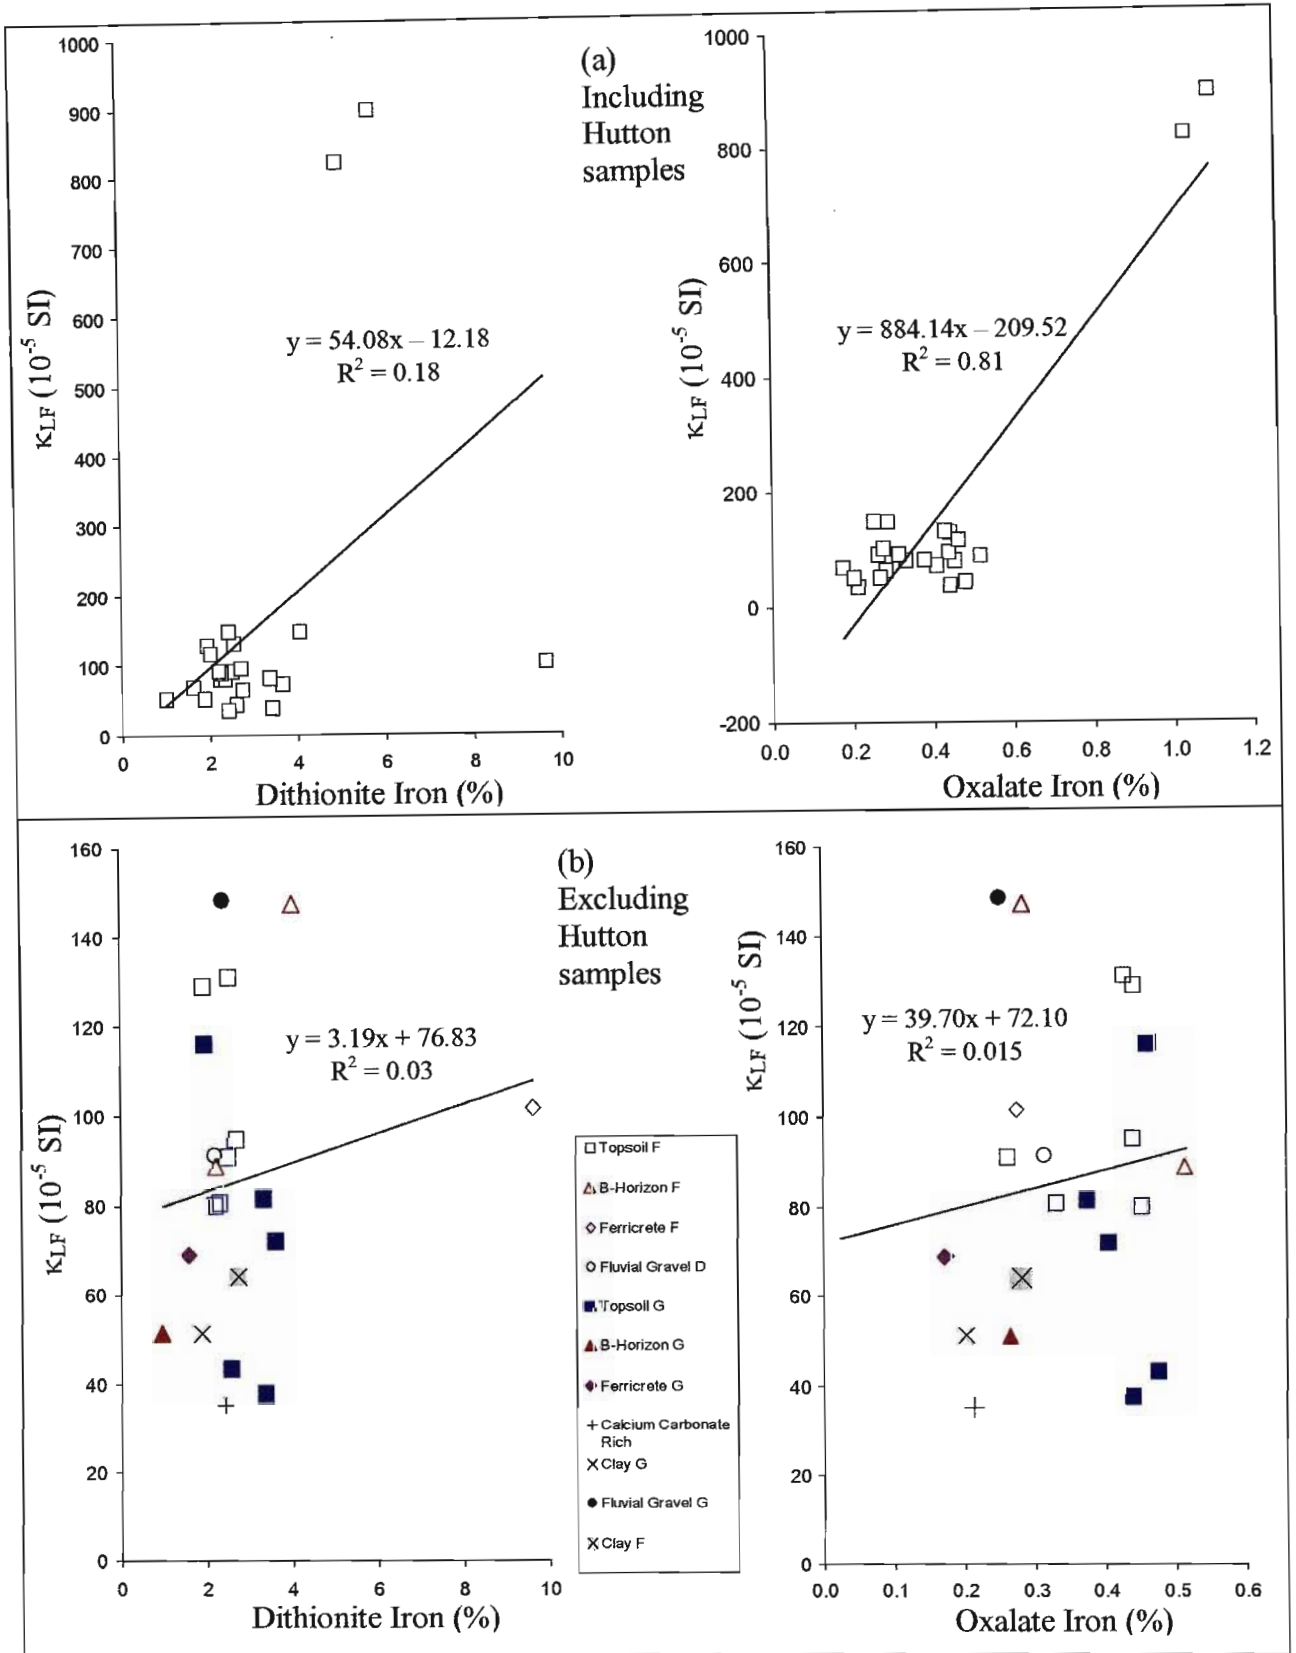 (a)
Including
Hutton
samples
1000
900
800
700
600
500
400
300
200
100
0
κLF (10-5 SI)
y = 54.08x – 12.18
R2 = 0.18
0 2 4 6 8 10
Dithionite Iron (%)
1000
800
600
400
200
0
-200
κLF (10-5 SI)
y = 884.14x – 209.52
R2 = 0.81
0.0 0.2 0.4 0.6 0.8 1.0 1.2
Oxalate Iron (%)
(b)
Excluding
Hutton
samples
160
140
120
100
80
60
40
20
0
κLF (10-5 SI)
y = 3.19x + 76.83
R2 = 0.03
0 2 4 6 8 10
Dithionite Iron (%)
Topsoil F
B-Horizon F
Ferricrete F
Fluvial Gravel D
Topsoil G
B-Horizon G
Ferricrete G
Calcium Carbonate
Rich
Clay G
Fluvial Gravel G
Clay F
160
140
120
100
80
60
40
20
0
κLF (10-5 SI)
y = 39.70x + 72.10
R2 = 0.015
0.0 0.1 0.2 0.3 0.4 0.5 0.6
Oxalate Iron (%)